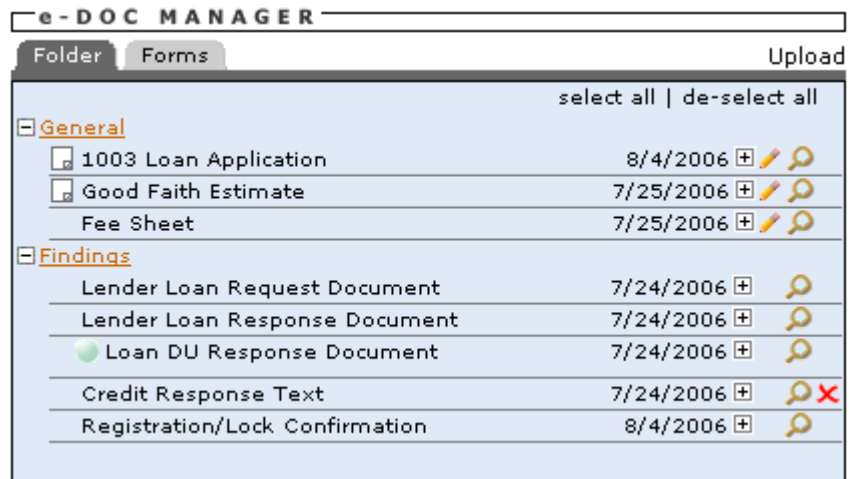 e-DOC MANAGER
Folder Forms Upload
select all | de-select all
General
1003 Loan Application 8/4/2006
Good Faith Estimate 7/25/2006
Fee Sheet 7/25/2006
Findings
Lender Loan Request Document 7/24/2006
Lender Loan Response Document 7/24/2006
Loan DU Response Document 7/24/2006
Credit Response Text 7/24/2006
Registration/Lock Confirmation 8/4/2006